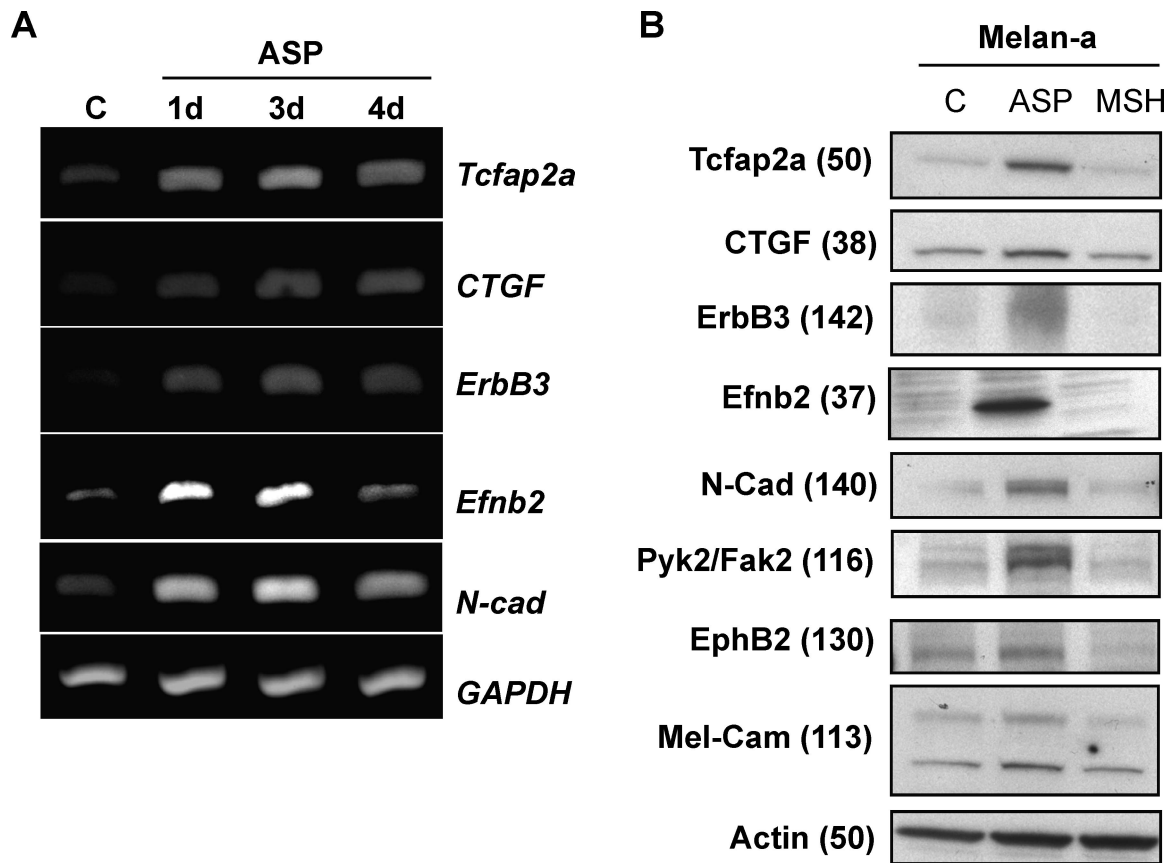 A
ASP
C 1d 3d 4d
Tcfap2a
CTGF
ErbB3
Efnb2
N-cad
GAPDH
B
Melan-a
C ASP MSH
Tcfap2a (50)
CTGF (38)
ErbB3 (142)
Efnb2 (37)
N-Cad (140)
Pyk2/Fak2 (116)
EphB2 (130)
Mel-Cam (113)
Actin (50)